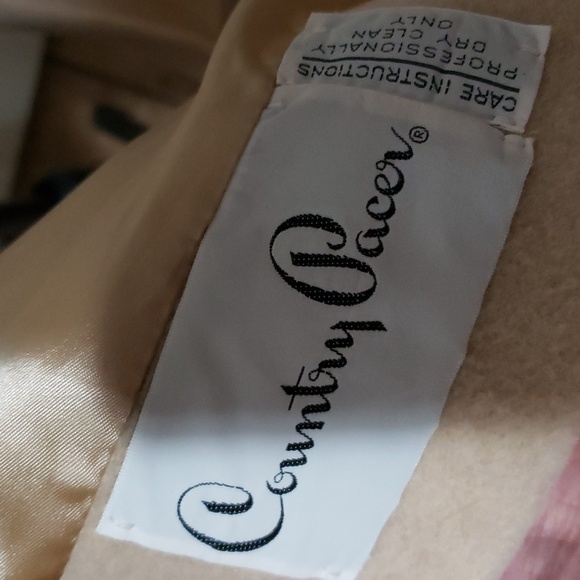 Country Pacer®
CARE INSTRUCTIONS
PROFESSIONALLY
DRY CLEAN
ONLY